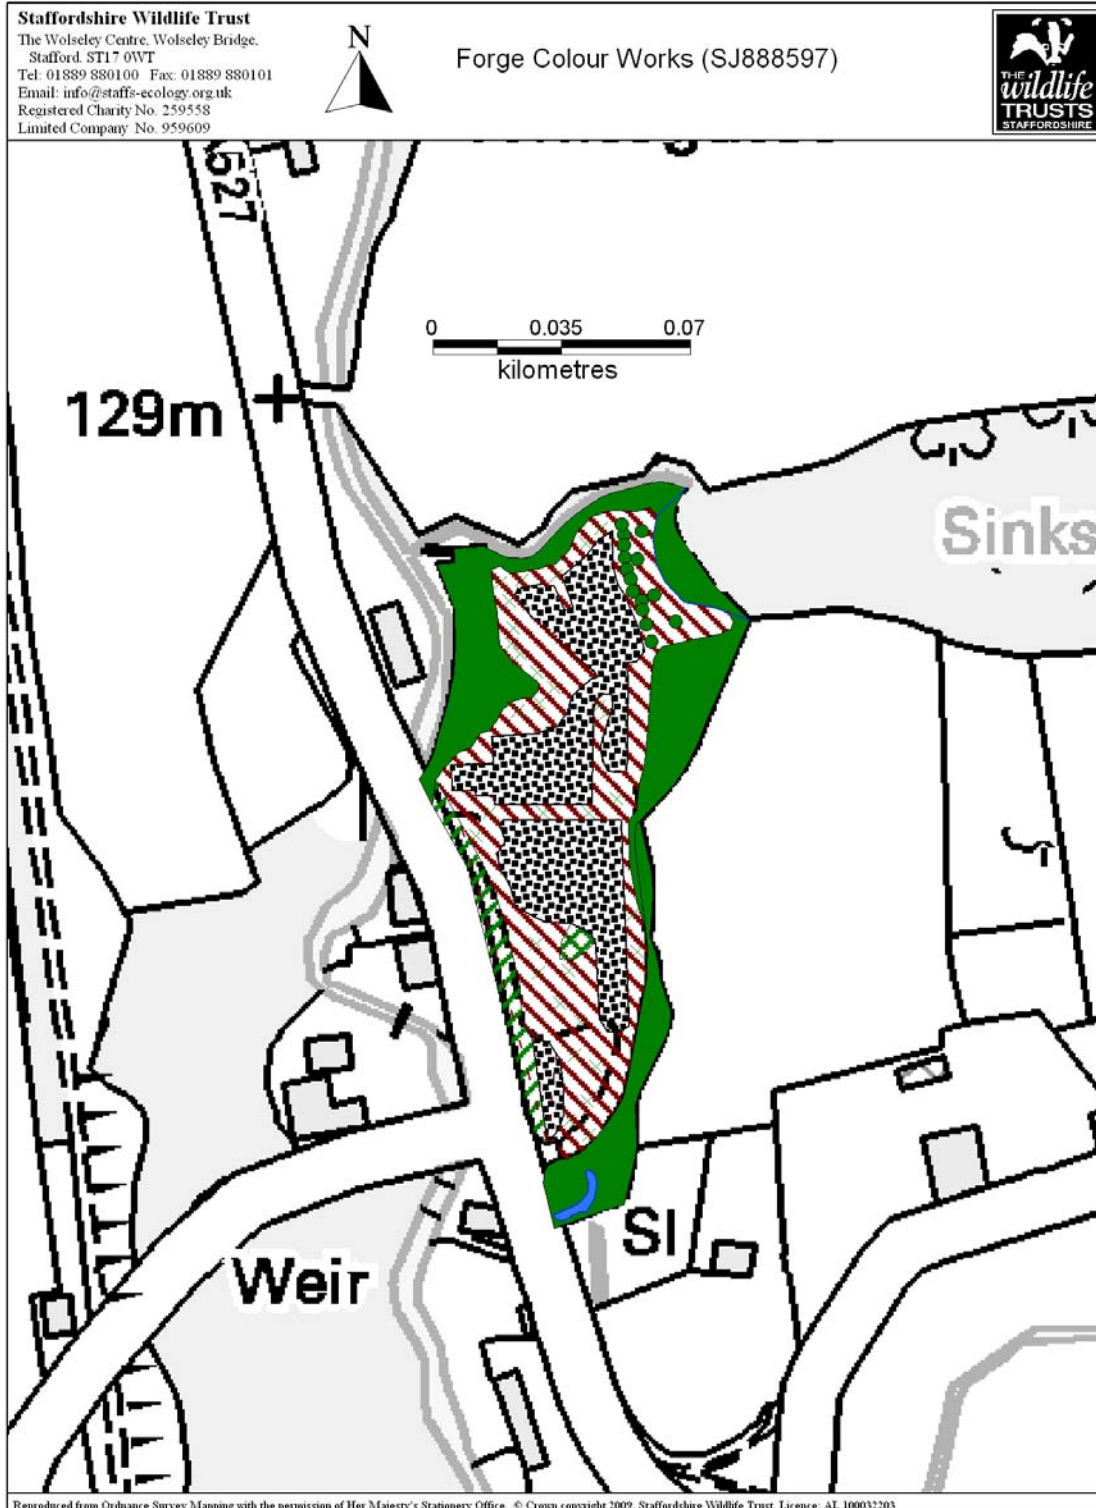 Staffordshire Wildlife Trust
The Wolseley Centre, Wolseley Bridge,
Stafford. ST17 0WT
Tel: 01889 880100 Fax: 01889 880101
Email: info@staffs-ecology.org.uk
Registered Charity No. 259558
Limited Company No. 959609
N
Forge Colour Works (SJ888597)
THE
wildlife
TRUSTS
STAFFORDSHIRE
527
0 0.035 0.07
kilometres
129m
Sinks
Sl
Weir
Reproduced from Ordnance Survey Mapping with the permission of Her Majesty's Stationery Office. © Crown copyright 2009. Staffordshire Wildlife Trust. Licence: AL 100032203